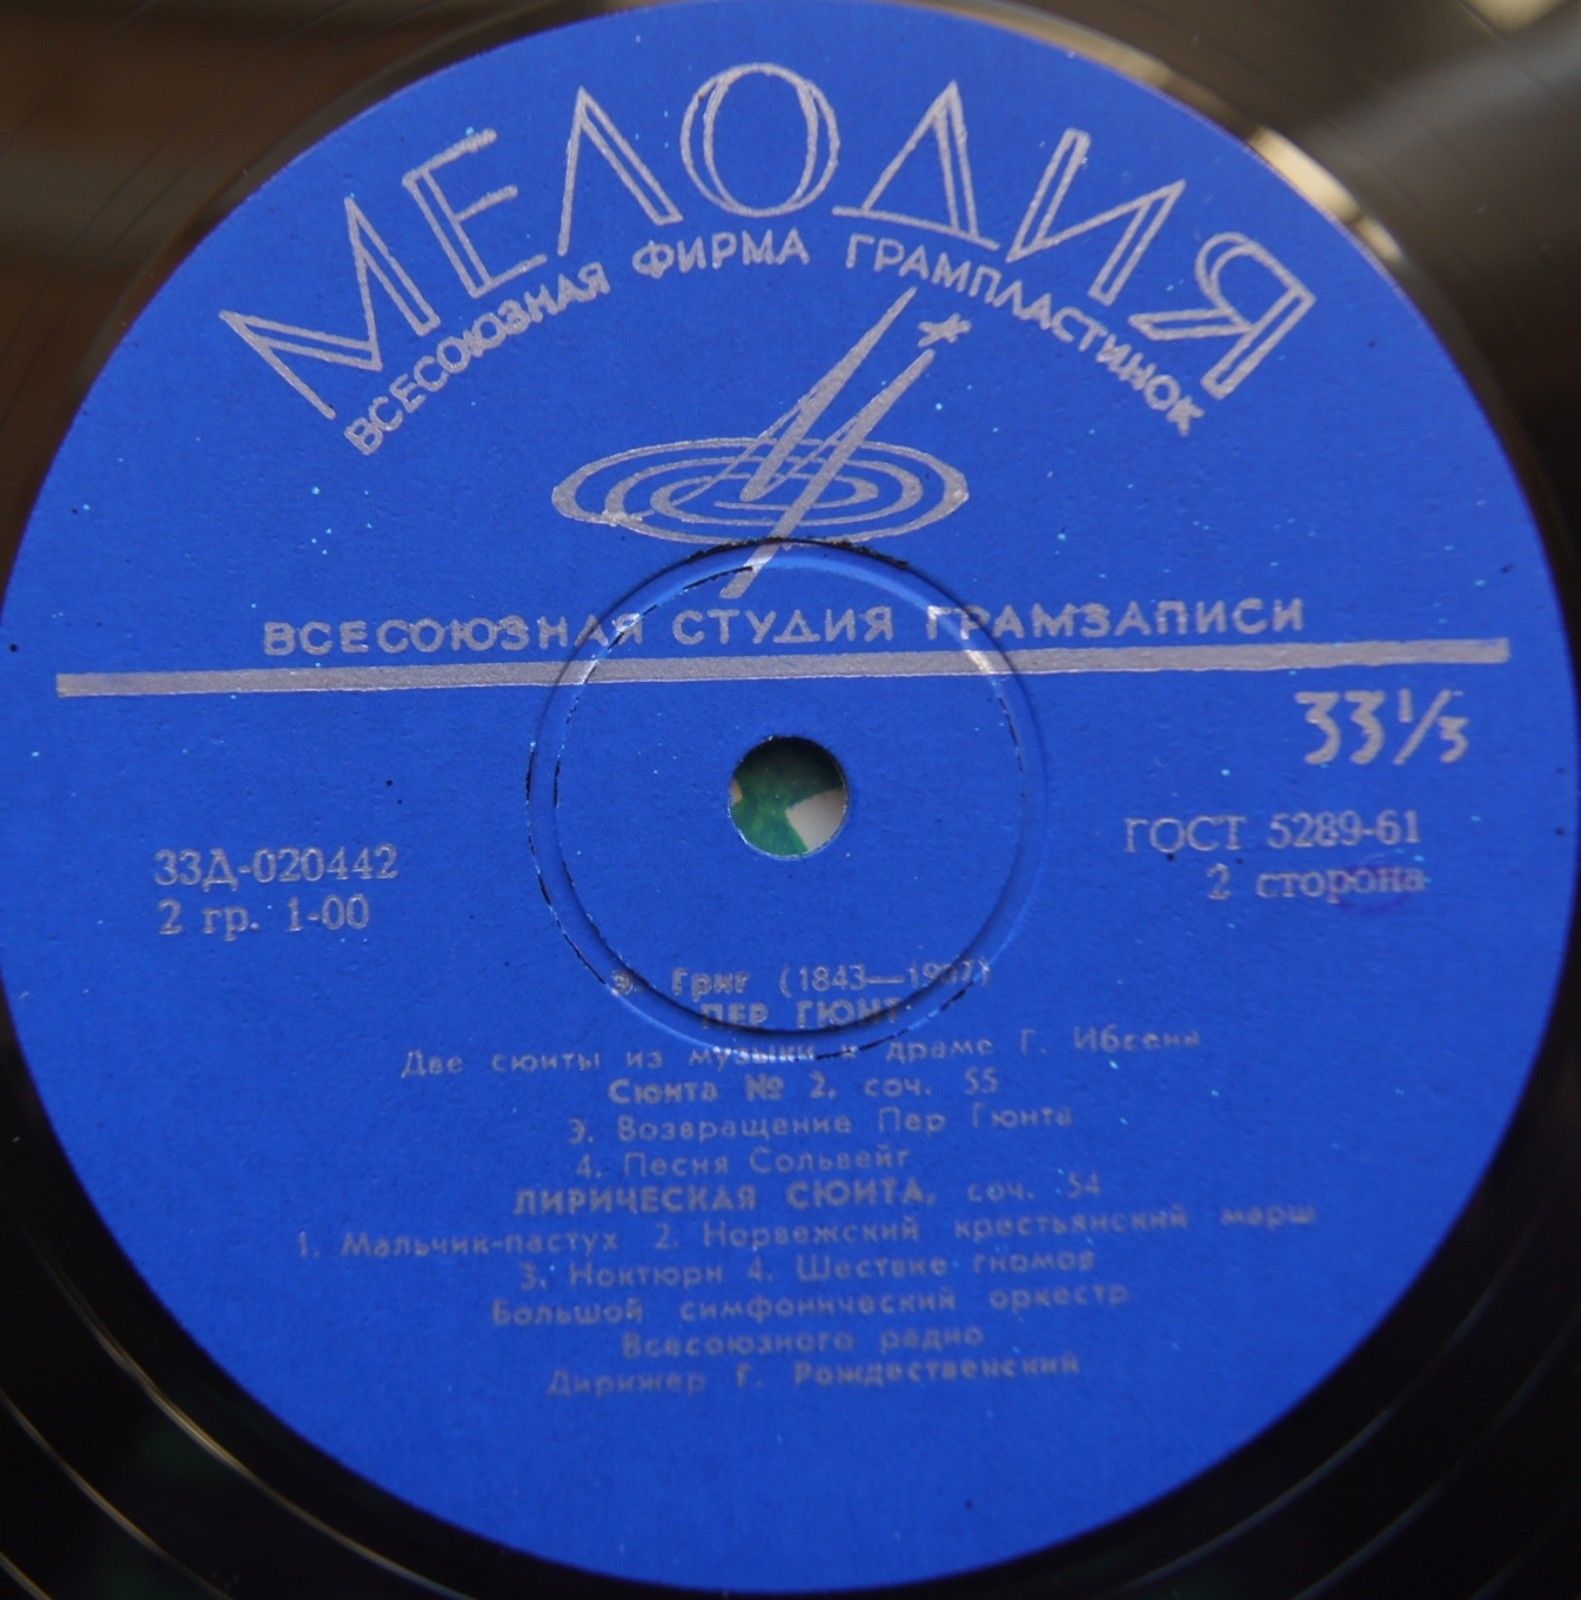 МЕЛОДИЯ
ВСЕСОЮЗНАЯ ФИРМА ГРАМПЛАСТИНОК
ВСЕСОЮЗНАЯ СТУДИЯ ГРАМЗАПИСИ
33⅓
33Д-020442
2 гр. 1-00
ГОСТ 5289-61
2 сторона
Э. Григ (1843—1907)
ПЕР ГЮНТ
Две сюиты из музыки к драме Г. Ибсена
Сюита № 2, соч. 55
3. Возвращение Пер Гюнта
4. Песня Сольвейг
ЛИРИЧЕСКАЯ СЮИТА, соч. 54
1. Мальчик-пастух 2. Норвежский крестьянский марш
3. Ноктюрн 4. Шествие гномов
Большой симфонический оркестр
Всесоюзного радио
Дирижер Г. Рождественский